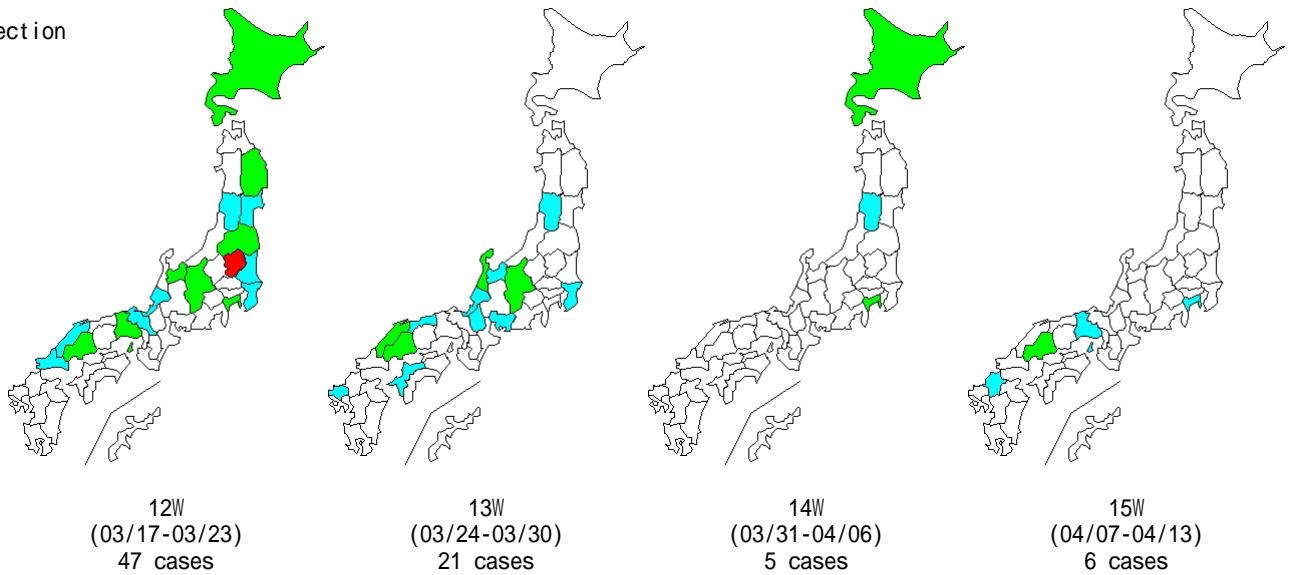 ection
12W
(03/17-03/23)
47 cases
13W
(03/24-03/30)
21 cases
14W
(03/31-04/06)
5 cases
15W
(04/07-04/13)
6 cases